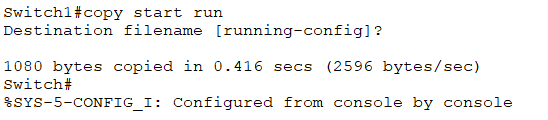 Switch1#copy start run
Destination filename [running-config]?
1080 bytes copied in 0.416 secs (2596 bytes/sec)
Switch#
%SYS-5-CONFIG_I: Configured from console by console